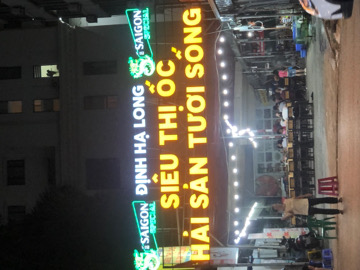 SAIGON
SPECIAL
ĐỊNH HẠ LONG
SAIGON
SPECIAL
SIÊU THỊ ỐC
HẢI SẢN TƯƠI SỐNG